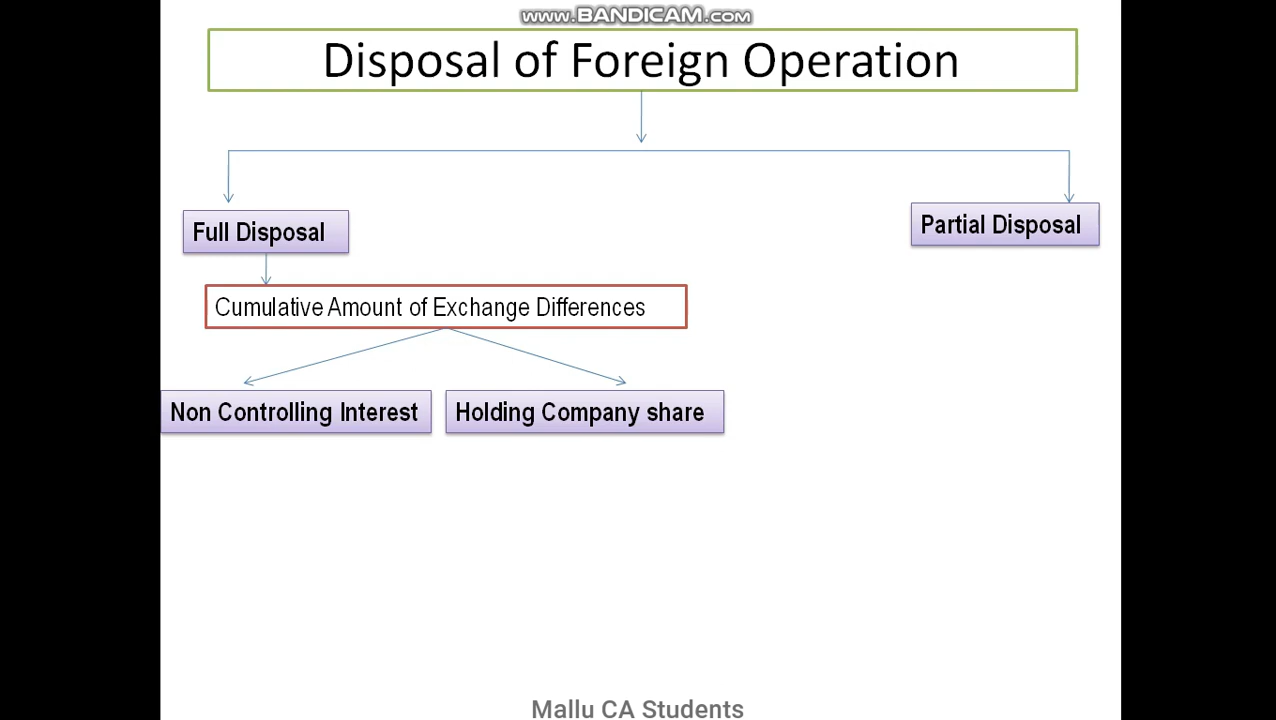 www.BANDICAM.com
Disposal of Foreign Operation
Full Disposal
Partial Disposal
Cumulative Amount of Exchange Differences
Non Controlling Interest
Holding Company share
Mallu CA Students